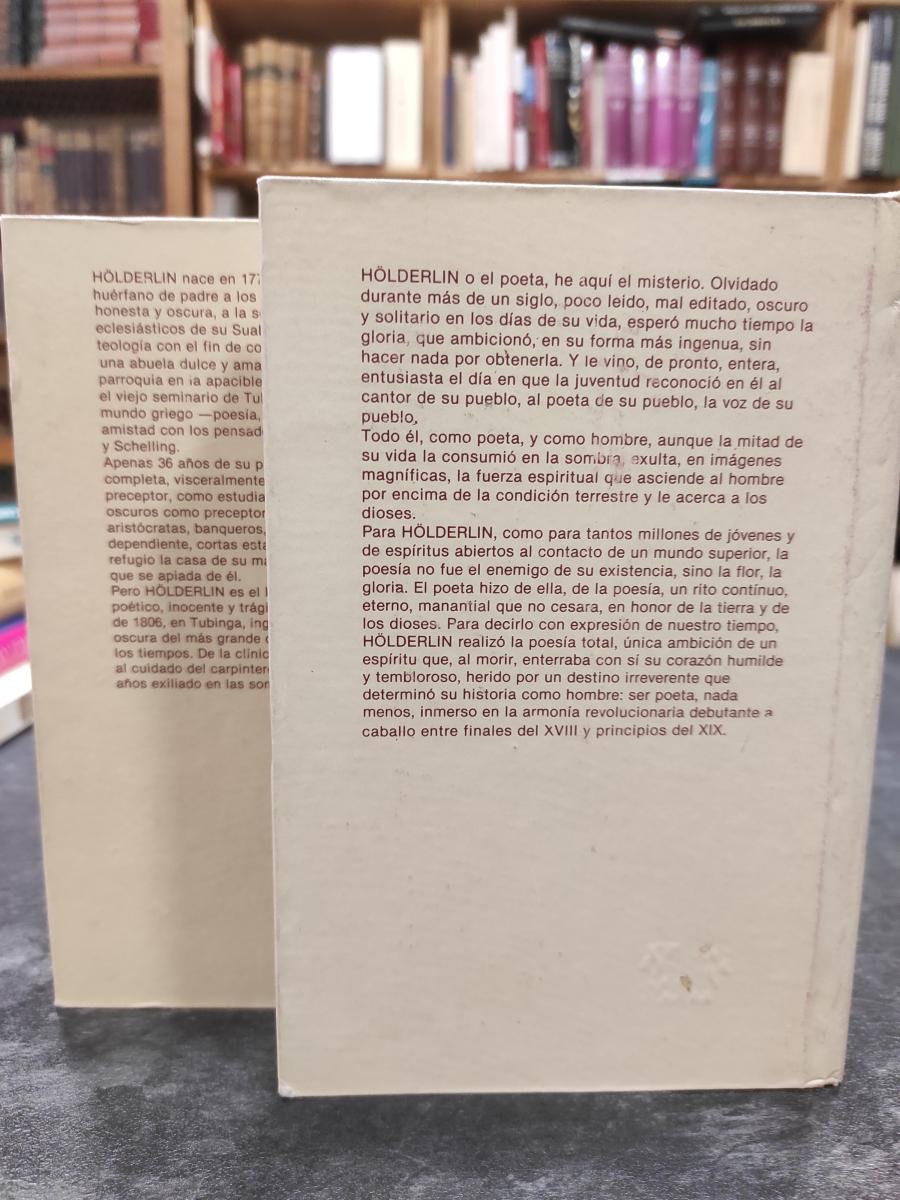 HÖLDERLIN nace en 177
huérfano de padre a los
honesta y oscura, a la s
eclesiásticos de su Sual
teología con el fin de co
una abuela dulce y ama
parroquia en la apacible
el viejo seminario de Tul
mundo griego —poesía,
amistad con los pensad
y Schelling.
Apenas 36 años de su p
completa, visceralmente
preceptor, como estudia
oscuros como preceptor
aristócratas, banqueros,
dependiente, cortas esta
refugio la casa de su ma
que se apiada de él.
Pero HÖLDERLIN es el
poético, inocente y trági
de 1806, en Tubinga, ing
oscura del más grande
los tiempos. De la clínic
al cuidado del carpinter
años exiliado en las son
HÖLDERLIN o el poeta, he aquí el misterio. Olvidado
durante más de un siglo, poco leido, mal editado, oscuro
y solitario en los días de su vida, esperó mucho tiempo la
gloria, que ambicionó, en su forma más ingenua, sin
hacer nada por obtenerla. Y le vino, de pronto, entera,
entusiasta el día en que la juventud reconoció en él al
cantor de su pueblo, al poeta de su pueblo, la voz de su
pueblo.
Todo él, como poeta, y como hombre, aunque la mitad de
su vida la consumió en la sombra, exulta, en imágenes
magníficas, la fuerza espiritual que asciende al hombre
por encima de la condición terrestre y le acerca a los
dioses.
Para HÖLDERLIN, como para tantos millones de jóvenes y
de espíritus abiertos al contacto de un mundo superior, la
poesía no fue el enemigo de su existencia, sino la flor, la
gloria. El poeta hizo de ella, de la poesía, un rito contínuo,
eterno, manantial que no cesara, en honor de la tierra y de
los dioses. Para decirlo con expresión de nuestro tiempo,
HÖLDERLIN realizó la poesía total, única ambición de un
espíritu que, al morir, enterraba con sí su corazón humilde
y tembloroso, herido por un destino irreverente que
determinó su historia como hombre: ser poeta, nada
menos, inmerso en la armonía revolucionaria debutante a
caballo entre finales del XVIII y principios del XIX.